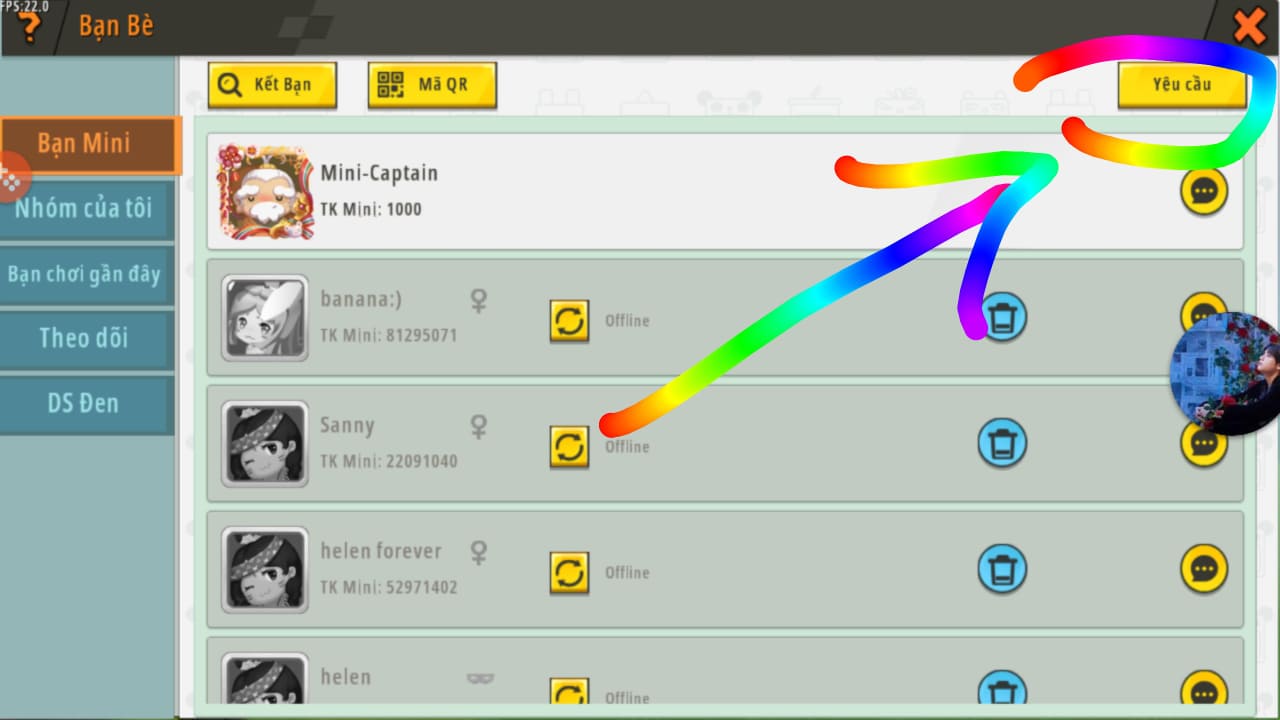 FPS:22.0
?
Bạn Bè
Kết Bạn
Mã QR
Yêu cầu
Bạn Mini
Nhóm của tôi
Bạn chơi gần đây
Theo dõi
DS Đen
Mini-Captain
TK Mini: 1000
banana:)
TK Mini: 81295071
Offline
Sanny
TK Mini: 22091040
Offline
helen forever
TK Mini: 52971402
Offline
helen
Offline